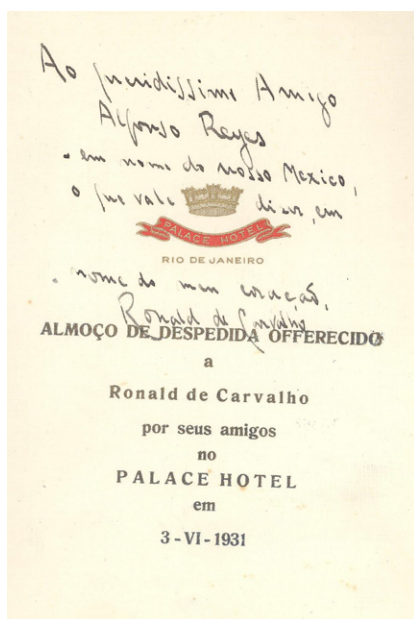 Ao queridissimo Amigo
Alfonso Reyes
em nome do nosso Mexico,
o que vale dizer, em
PALACE HOTEL
RIO DE JANEIRO
nome do meu coração,
Ronald de Carvalho
ALMOÇO DE DESPEDIDA OFFERECIDO
a
Ronald de Carvalho
por seus amigos
no
PALACE HOTEL
em
3-VI-1931